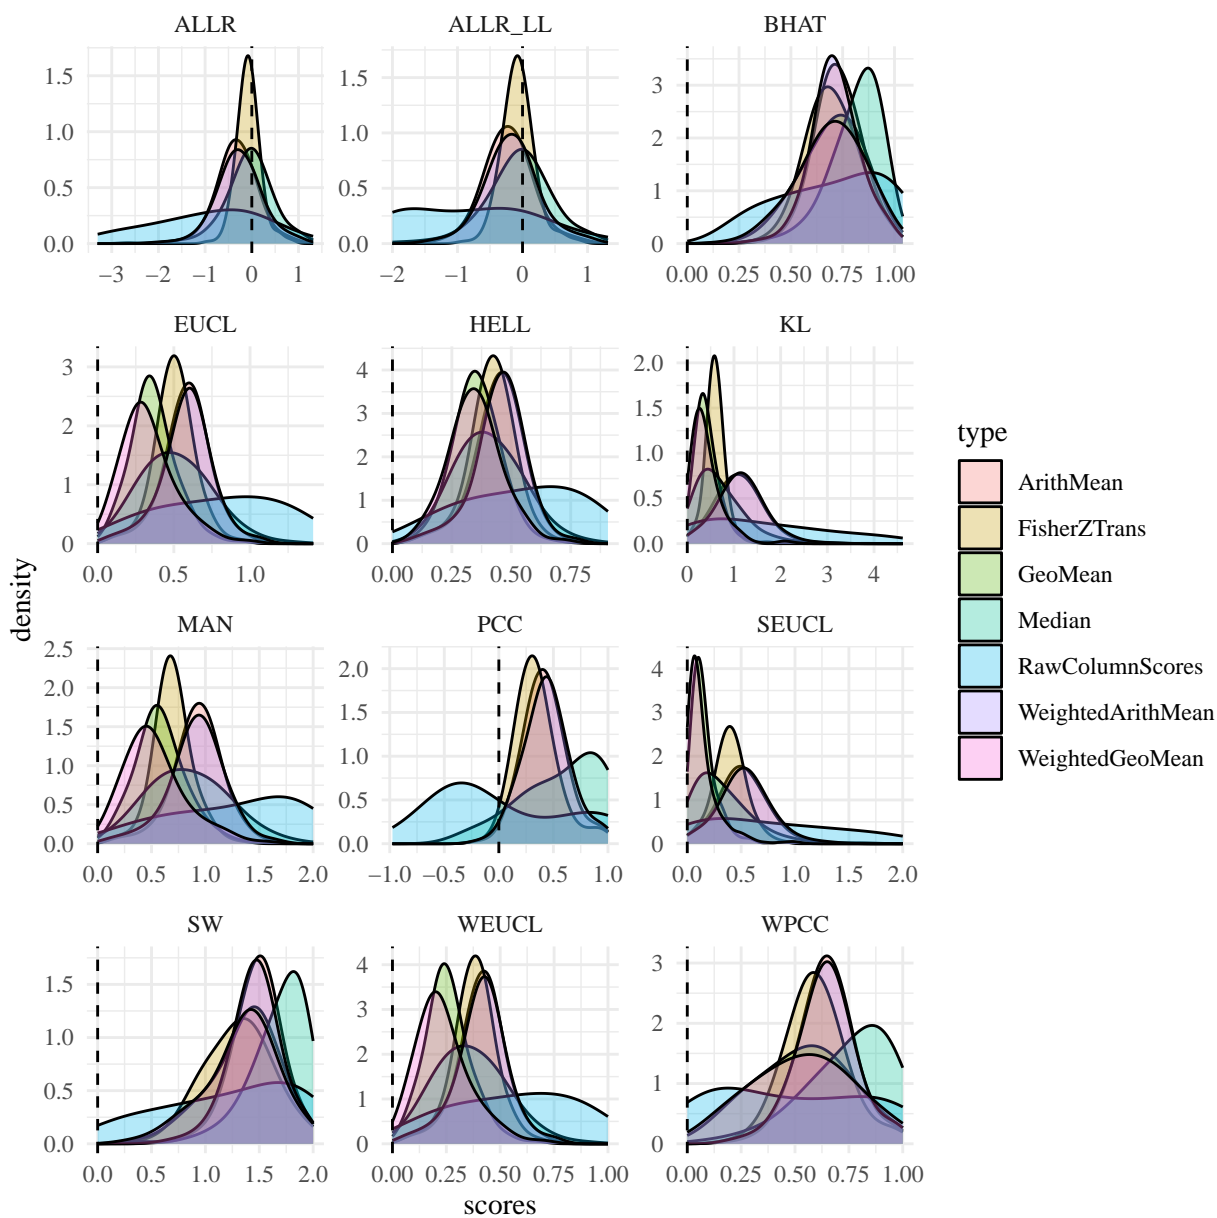 ALLR
ALLR_LL
BHAT
1.5
1.0
0.5
0.0
−3 −2 −1 0 1
1.5
1.0
0.5
0.0
−2 −1 0 1
3
2
1
0
0.00 0.25 0.50 0.75 1.00
EUCL
HELL
KL
3
2
1
0
0.0 0.5 1.0
4
3
2
1
0
0.00 0.25 0.50 0.75
2.0
1.5
1.0
0.5
0.0
0 1 2 3 4
MAN
PCC
SEUCL
2.5
2.0
1.5
1.0
0.5
0.0
0.0 0.5 1.0 1.5 2.0
2.0
1.5
1.0
0.5
0.0
−1.0 −0.5 0.0 0.5 1.0
4
3
2
1
0
0.0 0.5 1.0 1.5 2.0
SW
WEUCL
WPCC
1.5
1.0
0.5
0.0
0.0 0.5 1.0 1.5 2.0
4
3
2
1
0
0.00 0.25 0.50 0.75 1.00
3
2
1
0
0.00 0.25 0.50 0.75 1.00
density
scores
type
ArithMean
FisherZTrans
GeoMean
Median
RawColumnScores
WeightedArithMean
WeightedGeoMean